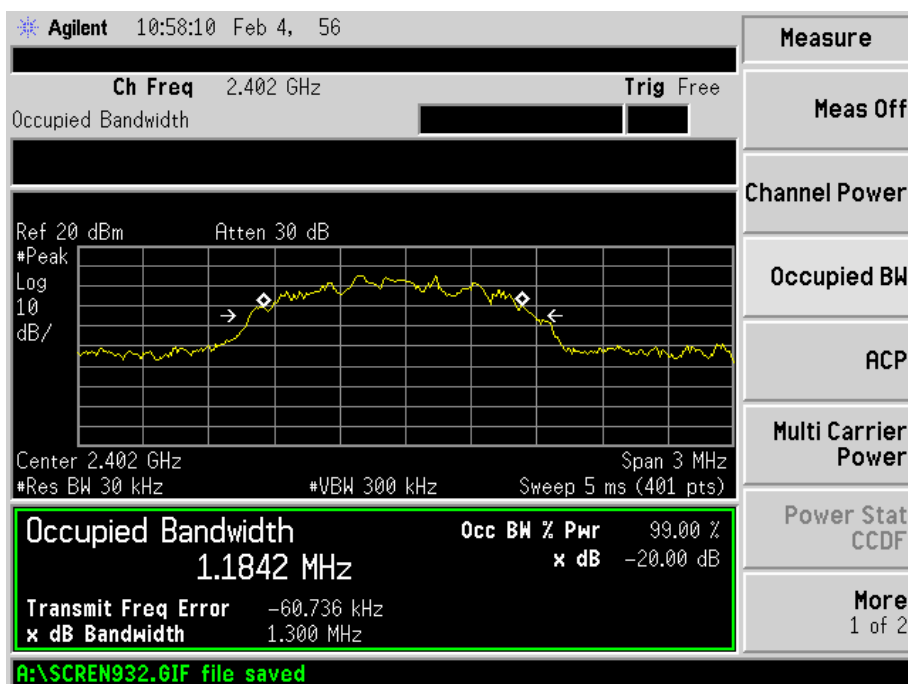 Agilent 10:58:10 Feb 4, 56
Ch Freq 2.402 GHz Trig Free
Occupied Bandwidth
Ref 20 dBm Atten 30 dB
#Peak
Log
10
dB/
Center 2.402 GHz Span 3 MHz
#Res BW 30 kHz #VBW 300 kHz Sweep 5 ms (401 pts)
Occupied Bandwidth Occ BW % Pwr 99.00 %
1.1842 MHz x dB -20.00 dB
Transmit Freq Error -60.736 kHz
x dB Bandwidth 1.300 MHz
A:\SCREN932.GIF file saved
Measure
Meas Off
Channel Power
Occupied BW
ACP
Multi Carrier
Power
Power Stat
CCDF
More
1 of 2